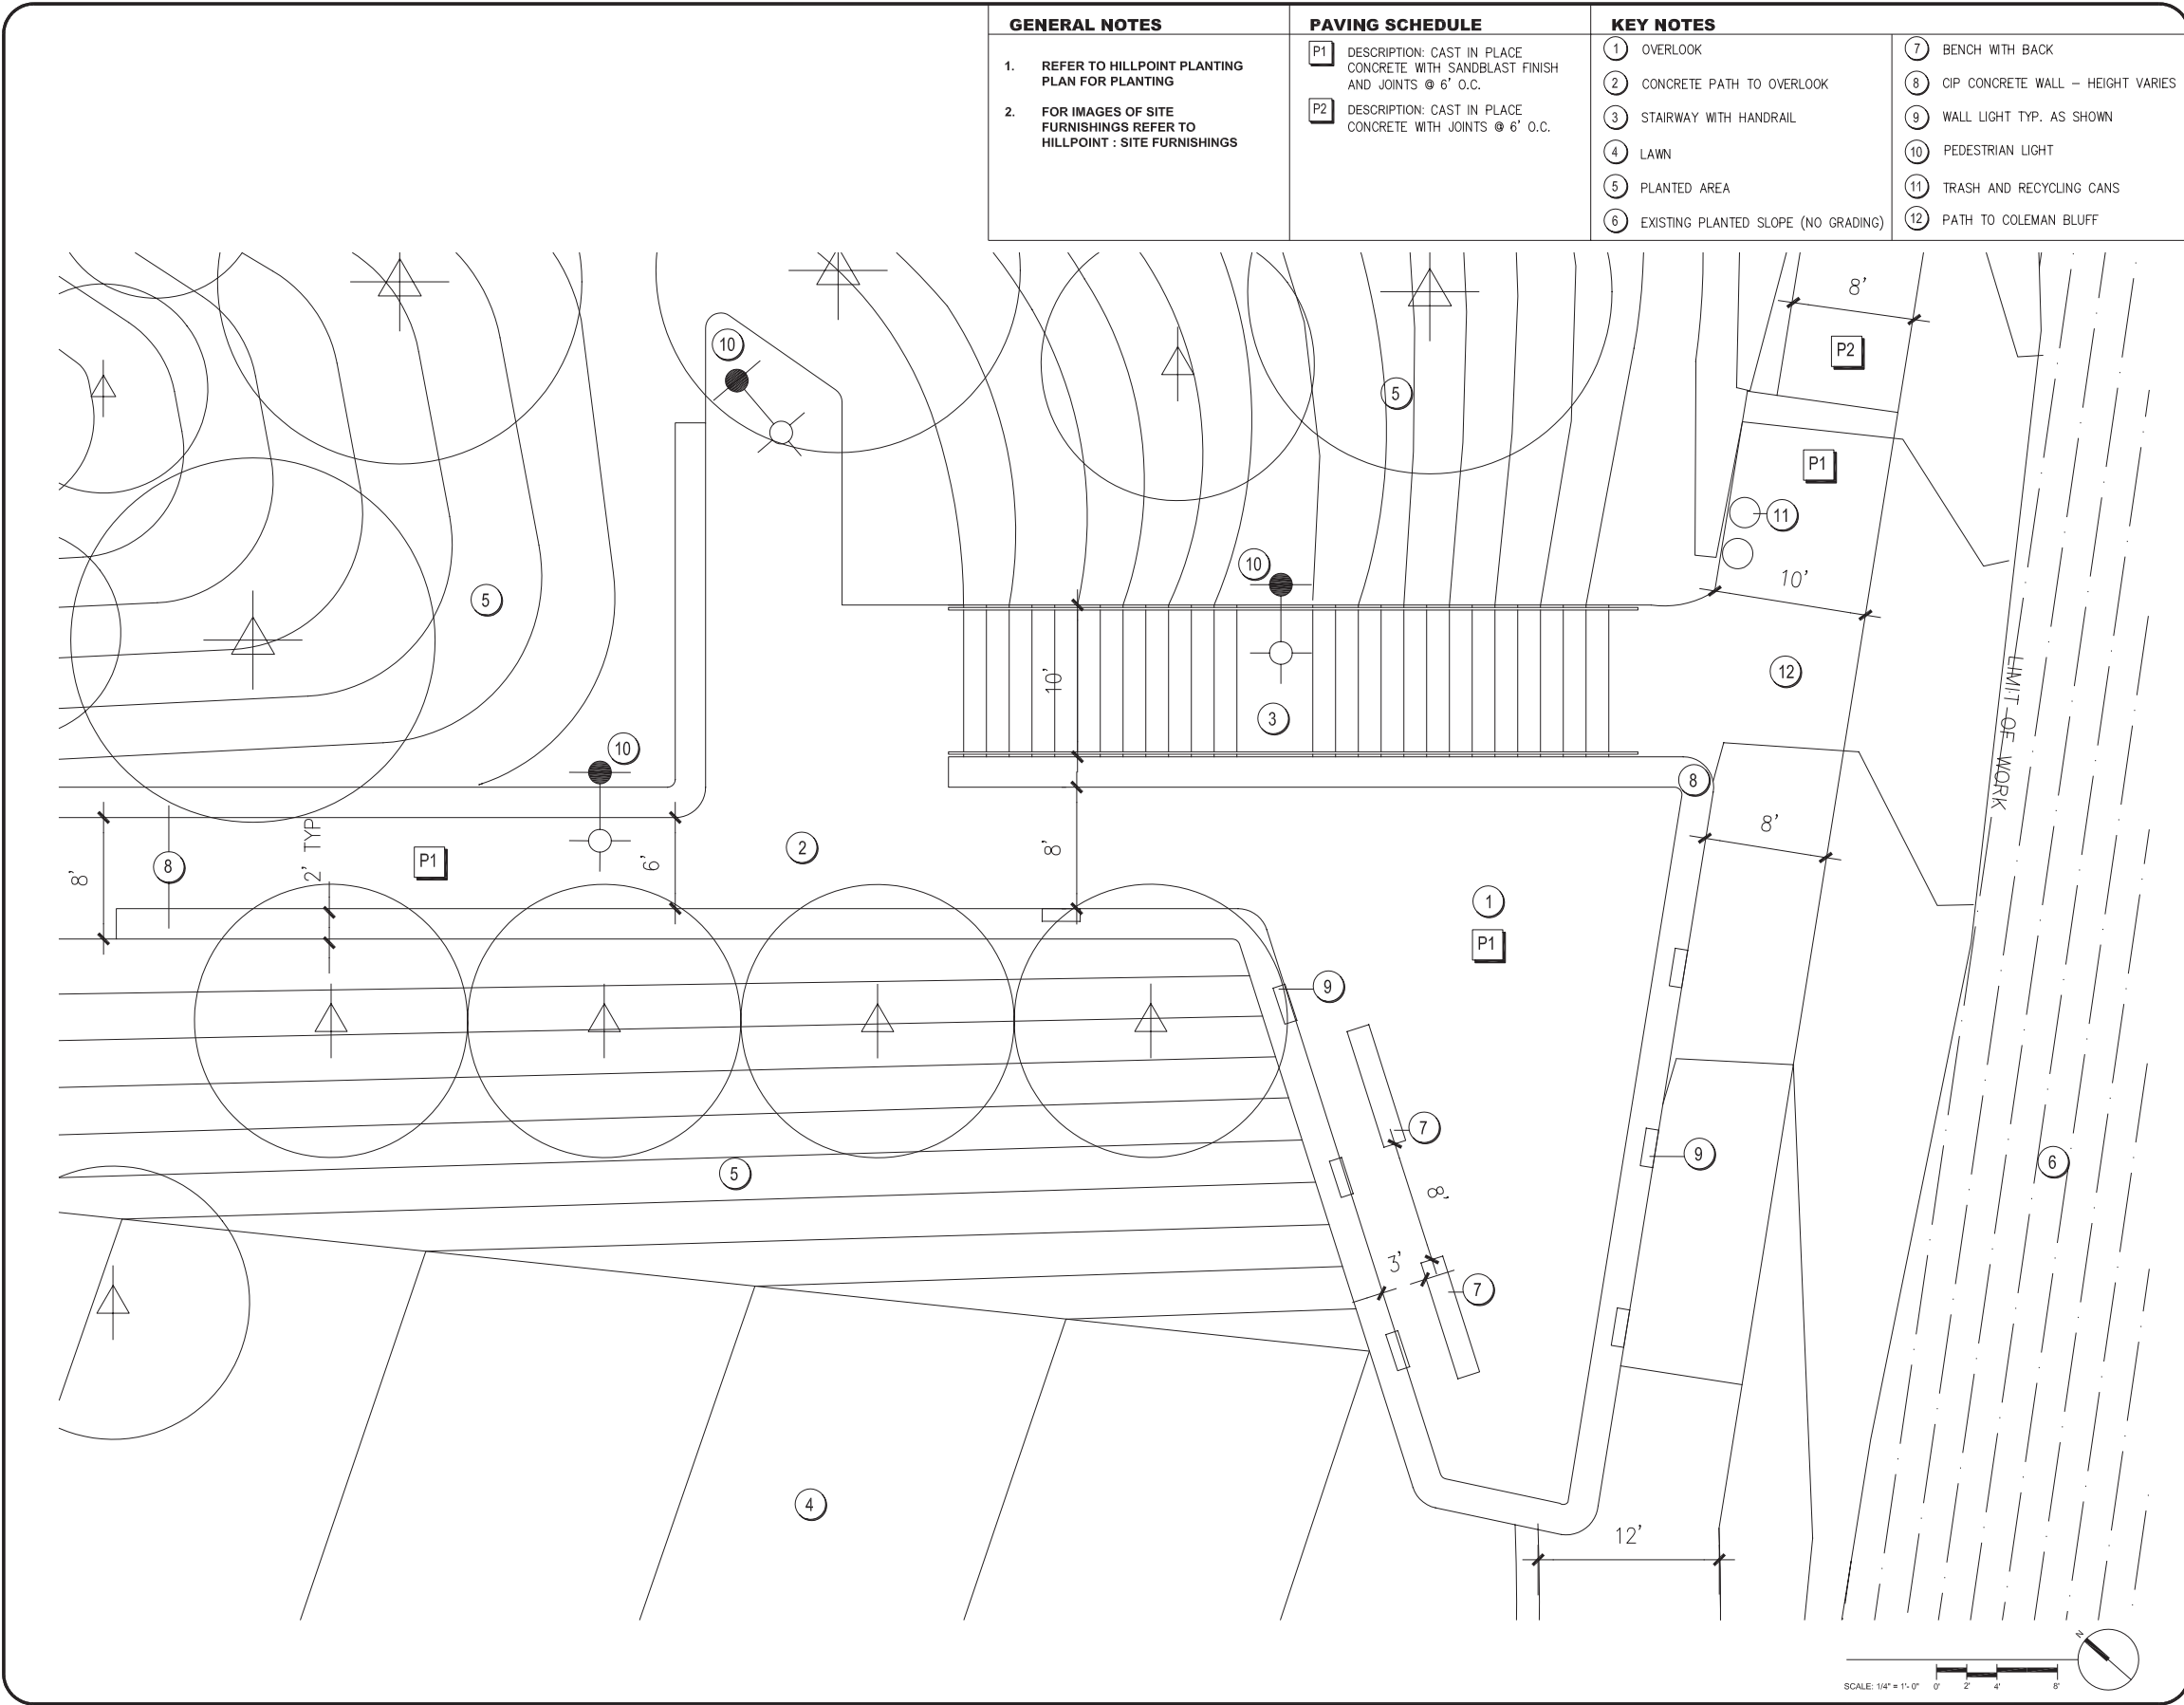 GENERAL NOTES
1. REFER TO HILLPOINT PLANTING
PLAN FOR PLANTING
2. FOR IMAGES OF SITE
FURNISHINGS REFER TO
HILLPOINT : SITE FURNISHINGS
PAVING SCHEDULE
P1 DESCRIPTION: CAST IN PLACE
CONCRETE WITH SANDBLAST FINISH
AND JOINTS @ 6' O.C.
P2 DESCRIPTION: CAST IN PLACE
CONCRETE WITH JOINTS @ 6' O.C.
KEY NOTES
1 OVERLOOK
2 CONCRETE PATH TO OVERLOOK
3 STAIRWAY WITH HANDRAIL
4 LAWN
5 PLANTED AREA
6 EXISTING PLANTED SLOPE (NO GRADING)
7 BENCH WITH BACK
8 CIP CONCRETE WALL – HEIGHT VARIES
9 WALL LIGHT TYP. AS SHOWN
10 PEDESTRIAN LIGHT
11 TRASH AND RECYCLING CANS
12 PATH TO COLEMAN BLUFF
8'
10
P2
5
P1
11
10
10'
5
12
LIMIT OF WORK
10'
3
10
8
8'
2' TYP
P1
6'
2
8'
8
8'
1
P1
9
7
9
6
5
8'
3'
7
4
12'
N
SCALE: 1/4" = 1'- 0" 0' 2' 4' 8'